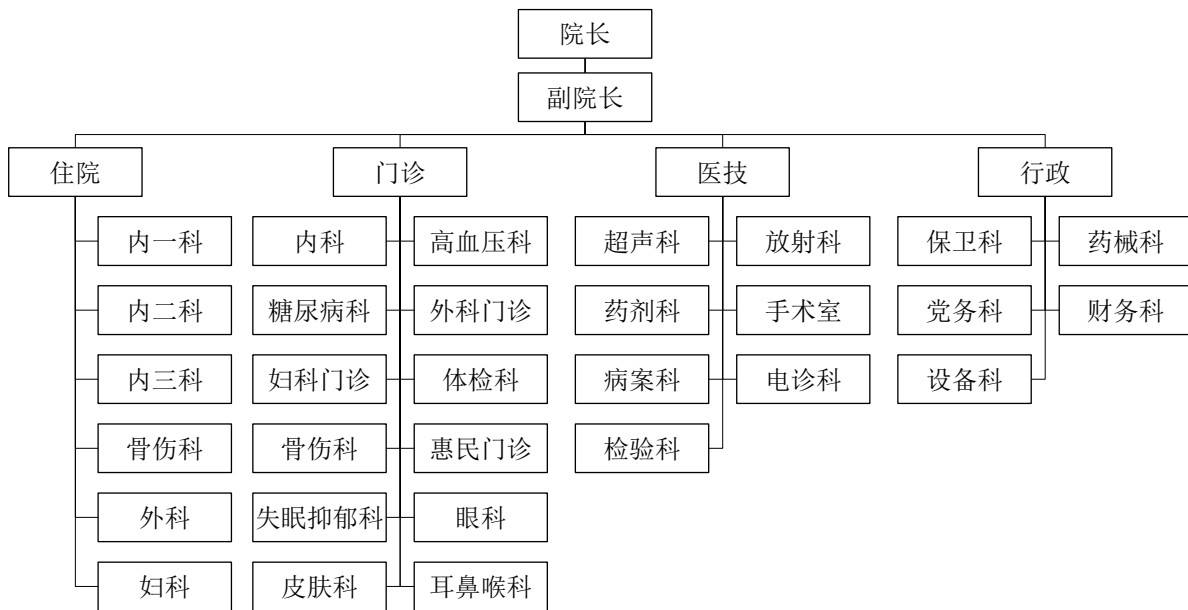 院长
副院长
住院 门诊 医技 行政
内一科 内科 高血压科 超声科 放射科 保卫科 药械科
内二科 糖尿病科 外科门诊 药剂科 手术室 党务科 财务科
内三科 妇科门诊 体检科 病案科 电诊科 设备科
骨伤科 骨伤科 惠民门诊 检验科
外科 失眠抑郁科 眼科
妇科 皮肤科 耳鼻喉科